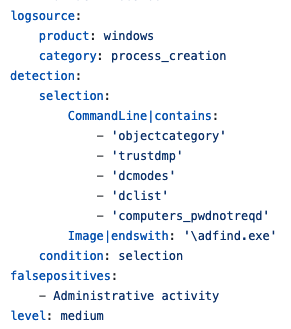 logsource:
    product: windows
    category: process_creation
detection:
    selection:
        CommandLine|contains:
            - 'objectcategory'
            - 'trustdmp'
            - 'dcmodes'
            - 'dclist'
            - 'computers_pwdnotreqd'
        Image|endswith: '\adfind.exe'
    condition: selection
falsepositives:
    - Administrative activity
level: medium